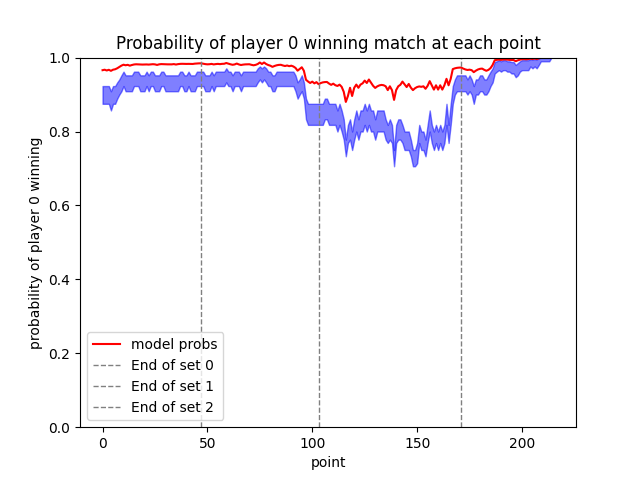 Probability of player 0 winning match at each point
1.0
0.8
0.6
0.4
0.2
0.0
probability of player 0 winning
model probs
End of set 0
End of set 1
End of set 2
0 50 100 150 200
point